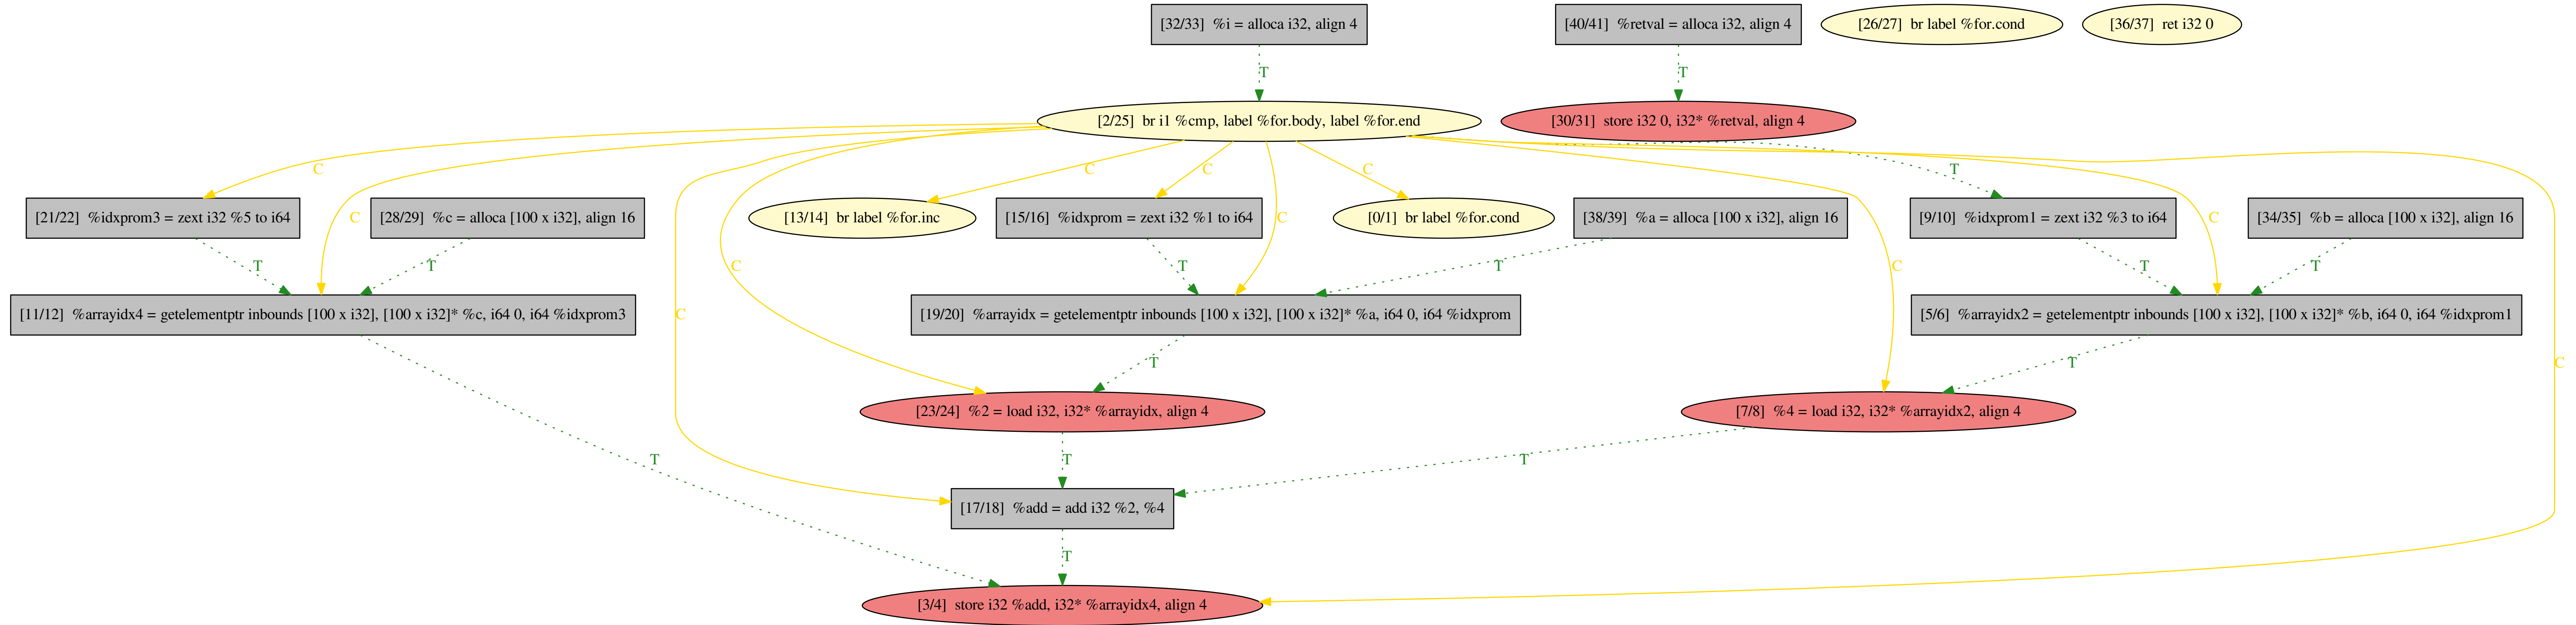 [32/33]  %i = alloca i32, align 4
[40/41]  %retval = alloca i32, align 4
[26/27]  br label %for.cond
[36/37]  ret i32 0
T
T
[2/25]  br i1 %cmp, label %for.body, label %for.end
[30/31]  store i32 0, i32* %retval, align 4
C
C
C
C
T
[21/22]  %idxprom3 = zext i32 %5 to i64
[28/29]  %c = alloca [100 x i32], align 16
C
[13/14]  br label %for.inc
[15/16]  %idxprom = zext i32 %1 to i64
C
[0/1]  br label %for.cond
[38/39]  %a = alloca [100 x i32], align 16
[9/10]  %idxprom1 = zext i32 %3 to i64
C
[34/35]  %b = alloca [100 x i32], align 16
T
T
C
T
T
C
T
T
[11/12]  %arrayidx4 = getelementptr inbounds [100 x i32], [100 x i32]* %c, i64 0, i64 %idxprom3
C
[19/20]  %arrayidx = getelementptr inbounds [100 x i32], [100 x i32]* %a, i64 0, i64 %idxprom
[5/6]  %arrayidx2 = getelementptr inbounds [100 x i32], [100 x i32]* %b, i64 0, i64 %idxprom1
T
T
C
[23/24]  %2 = load i32, i32* %arrayidx, align 4
[7/8]  %4 = load i32, i32* %arrayidx2, align 4
T
T
T
[17/18]  %add = add i32 %2, %4
T
[3/4]  store i32 %add, i32* %arrayidx4, align 4